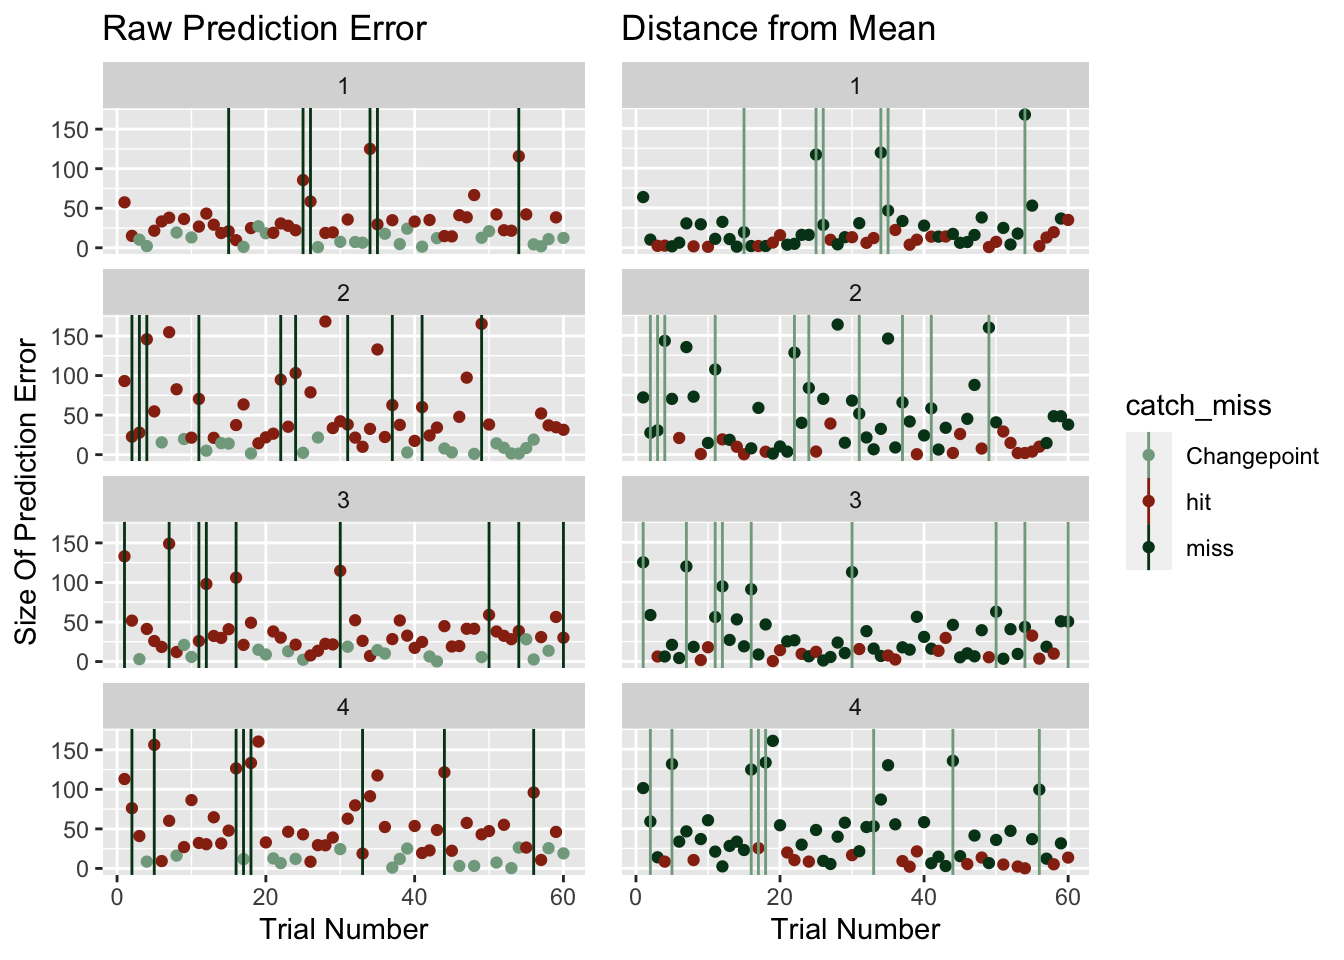 Raw Prediction Error
Distance from Mean
1
1
150
100
50
0
2
2
150
100
50
0
3
3
150
100
50
0
4
4
150
100
50
0
0 20 40 60
0 20 40 60
Trial Number
Trial Number
Size Of Prediction Error
catch_miss
Changepoint
hit
miss